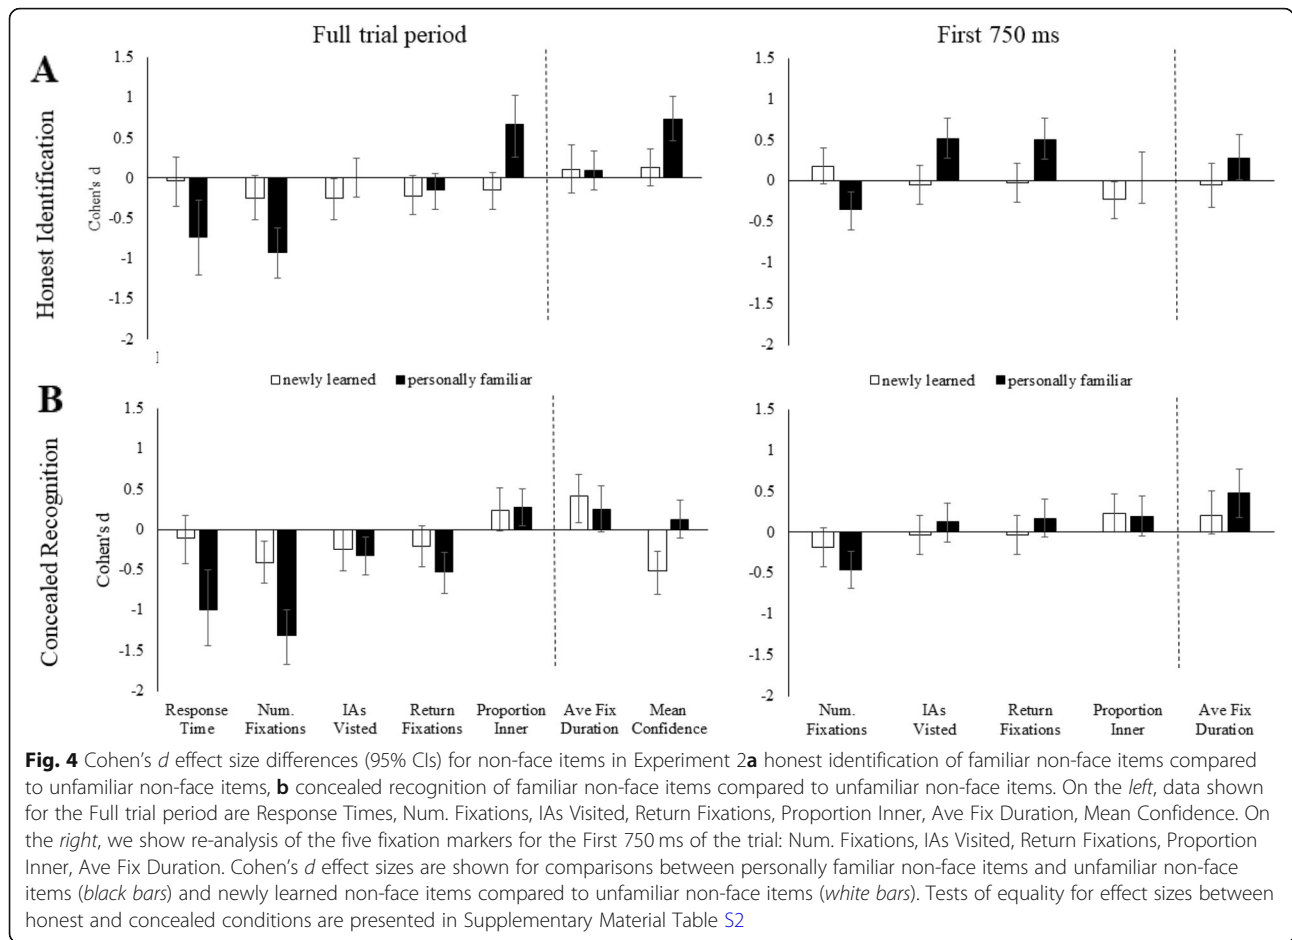 Full trial period
First 750 ms
A
Honest Identification
Cohen's d
1.5
1
0.5
0
-0.5
-1
-1.5
-2
1.5
1
0.5
0
-0.5
-1
-1.5
-2
newly learned personally familiar
newly learned personally familiar
B
Concealed Recognition
Cohen's d
1.5
1
0.5
0
-0.5
-1
-1.5
-2
1.5
1
0.5
0
-0.5
-1
-1.5
-2
Response Num. IAs Return Proportion Ave Fix Mean
Time Fixations Visted Fixations Inner Duration Confidence
Num. IAs Return Proportion Ave Fix
Fixations Visted Fixations Inner Duration
Fig. 4 Cohen's d effect size differences (95% CIs) for non-face items in Experiment 2a honest identification of familiar non-face items compared
to unfamiliar non-face items, b concealed recognition of familiar non-face items compared to unfamiliar non-face items. On the left, data shown
for the Full trial period are Response Times, Num. Fixations, IAs Visited, Return Fixations, Proportion Inner, Ave Fix Duration, Mean Confidence. On
the right, we show re-analysis of the five fixation markers for the First 750 ms of the trial: Num. Fixations, IAs Visited, Return Fixations, Proportion
Inner, Ave Fix Duration. Cohen's d effect sizes are shown for comparisons between personally familiar non-face items and unfamiliar non-face
items (black bars) and newly learned non-face items compared to unfamiliar non-face items (white bars). Tests of equality for effect sizes between
honest and concealed conditions are presented in Supplementary Material Table S2